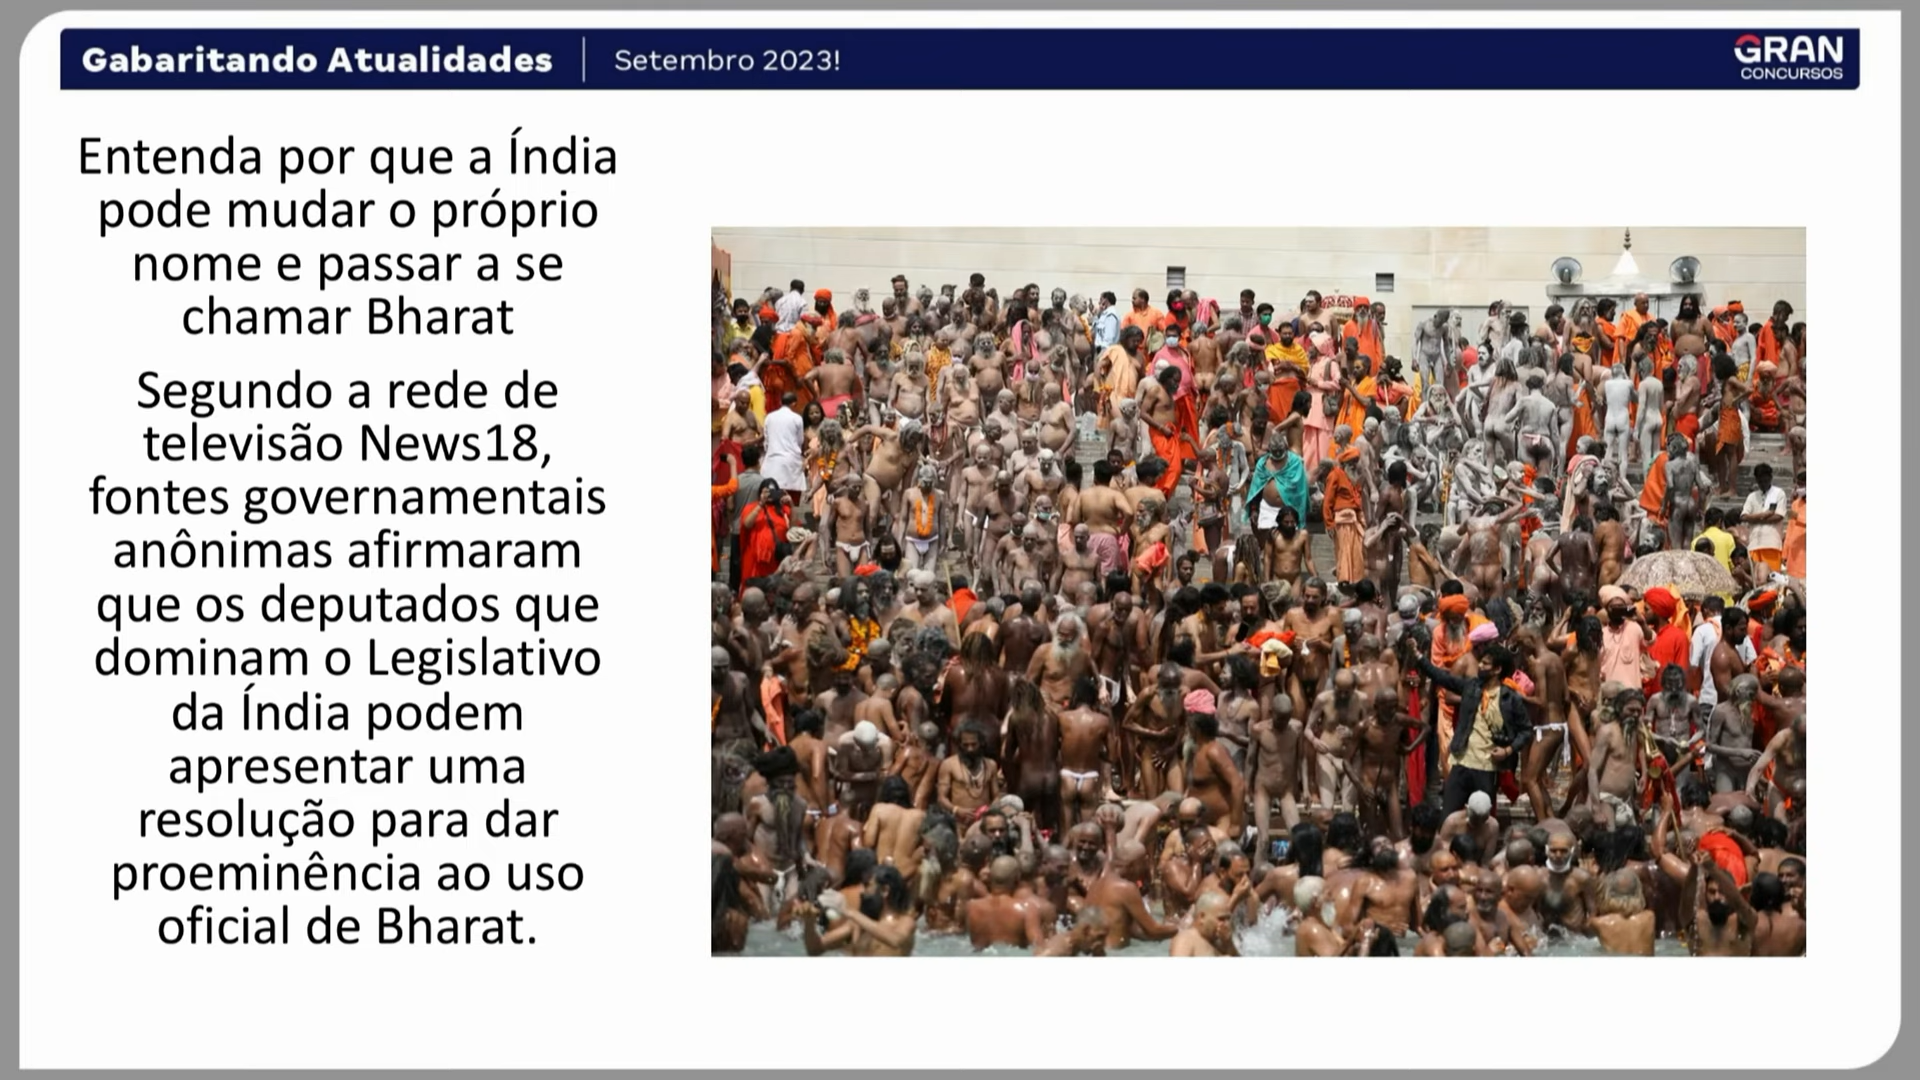 Gabaritando Atualidades
Setembro 2023!
GRAN
CONCURSOS
Entenda por que a Índia
pode mudar o próprio
nome e passar a se
chamar Bharat
Segundo a rede de
televisão News18,
fontes governamentais
anônimas afirmaram
que os deputados que
dominam o Legislativo
da Índia podem
apresentar uma
resolução para dar
proeminência ao uso
oficial de Bharat.